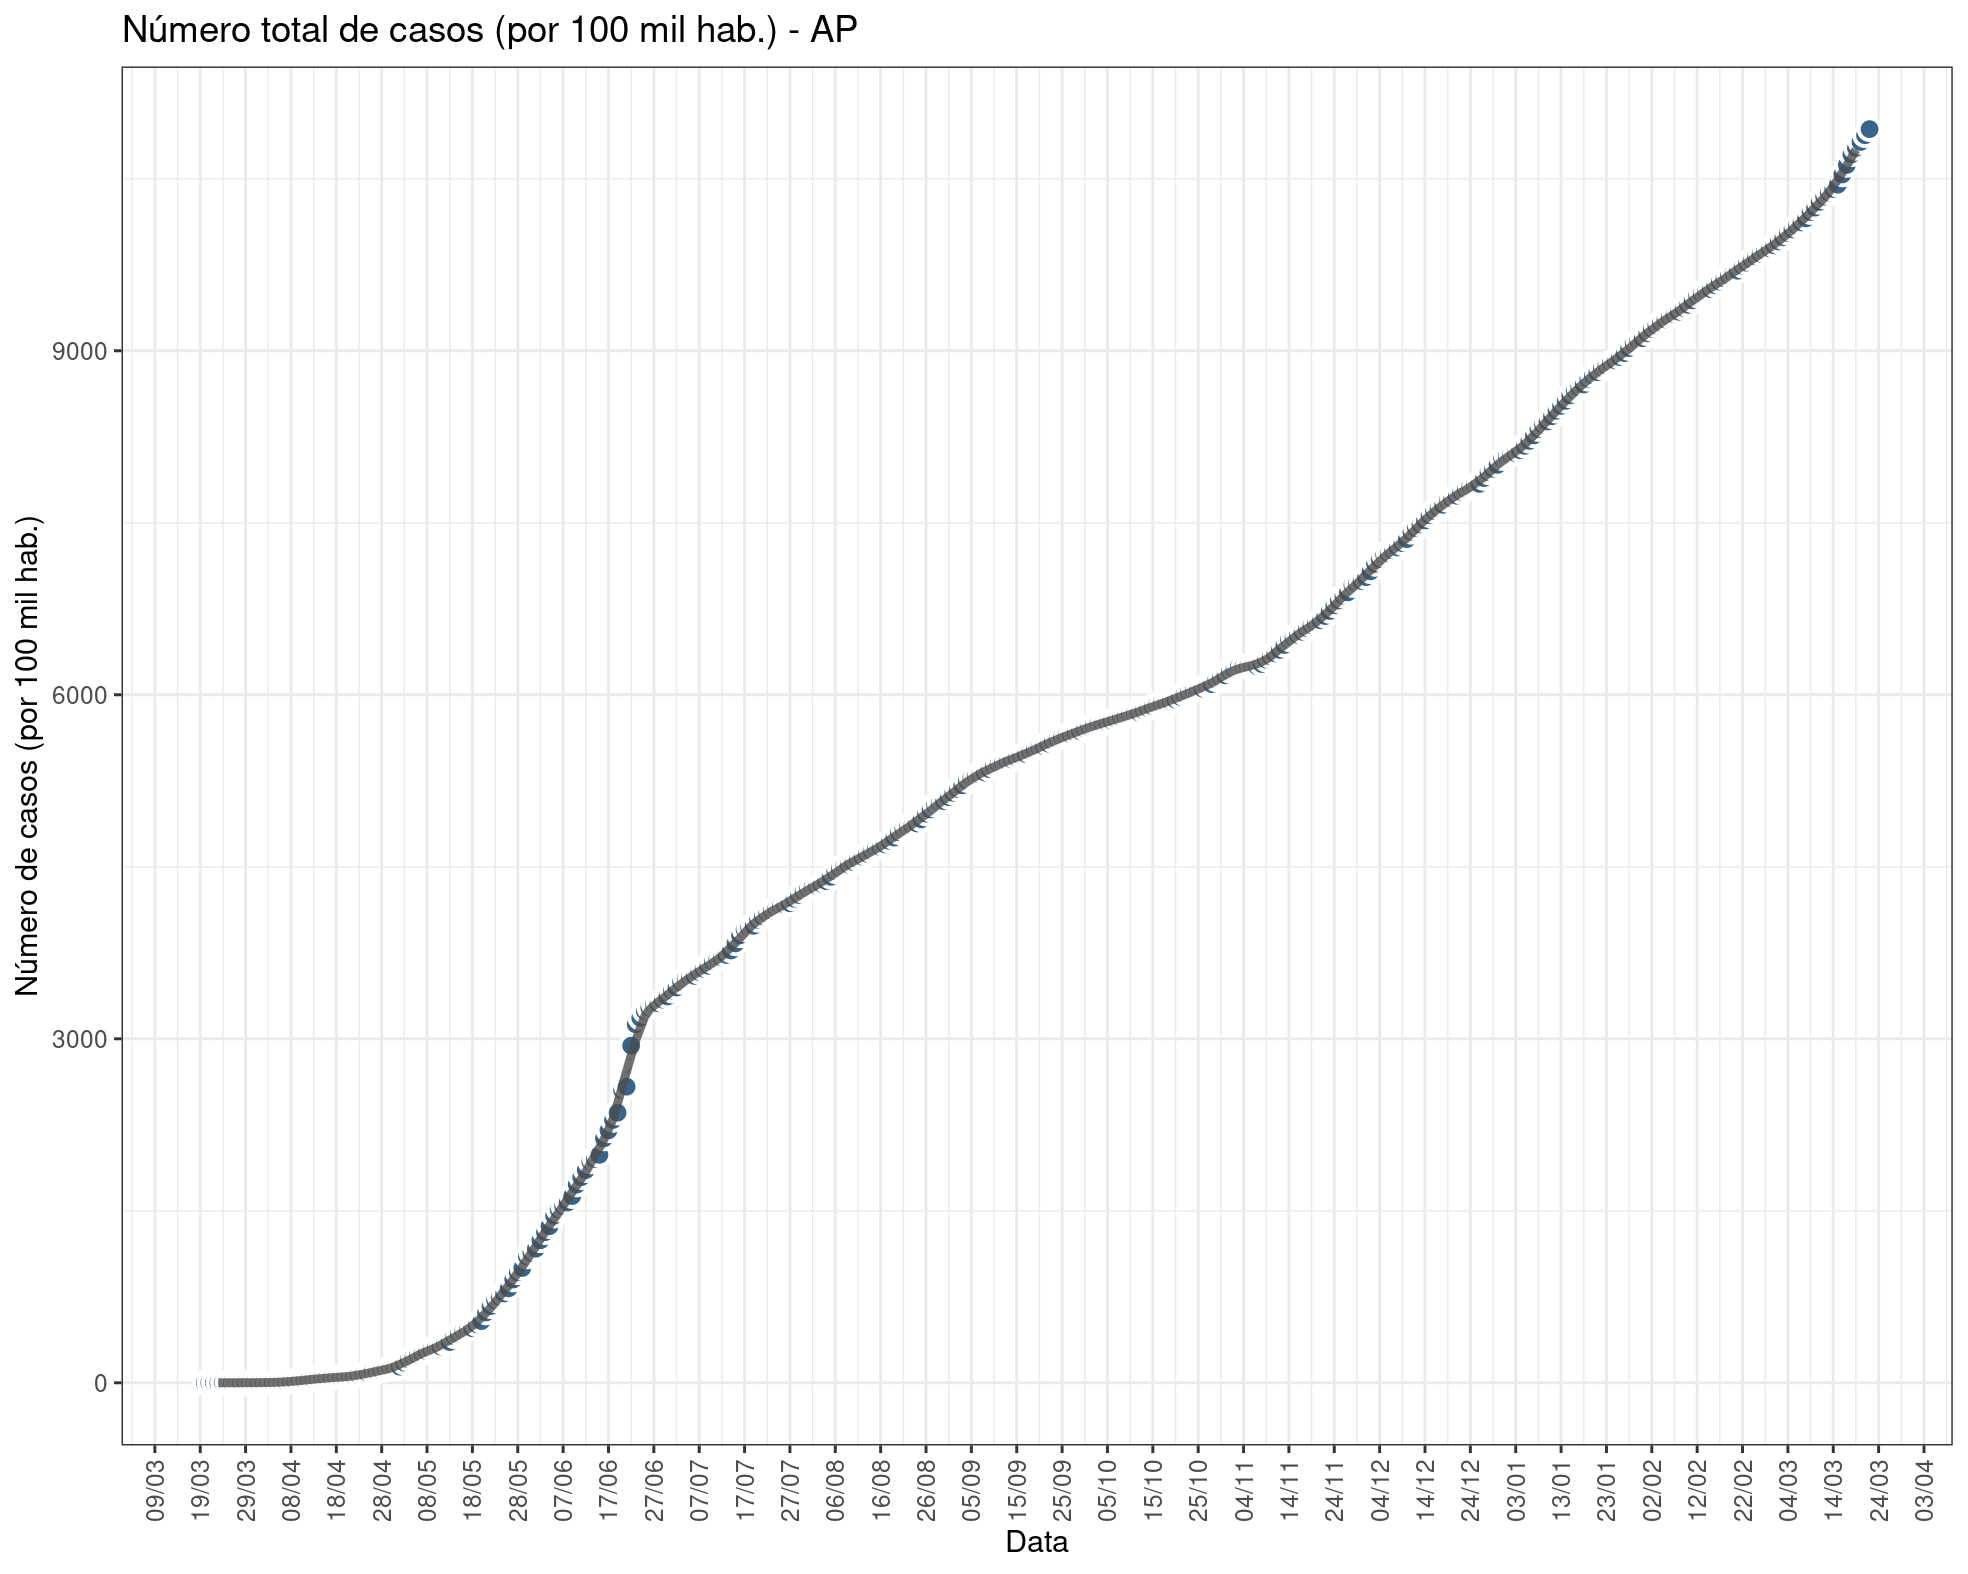 Número total de casos (por 100 mil hab.) - AP
Número de casos (por 100 mil hab.)
9000
6000
3000
0
09/03 19/03 29/03 08/04 18/04 28/04 08/05 18/05 28/05 07/06 17/06 27/06 07/07 17/07 27/07 06/08 16/08 26/08 05/09 15/09 25/09 05/10 15/10 25/10 04/11 14/11 24/11 04/12 14/12 24/12 03/01 13/01 23/01 02/02 12/02 22/02 04/03 14/03 24/03 03/04
Data